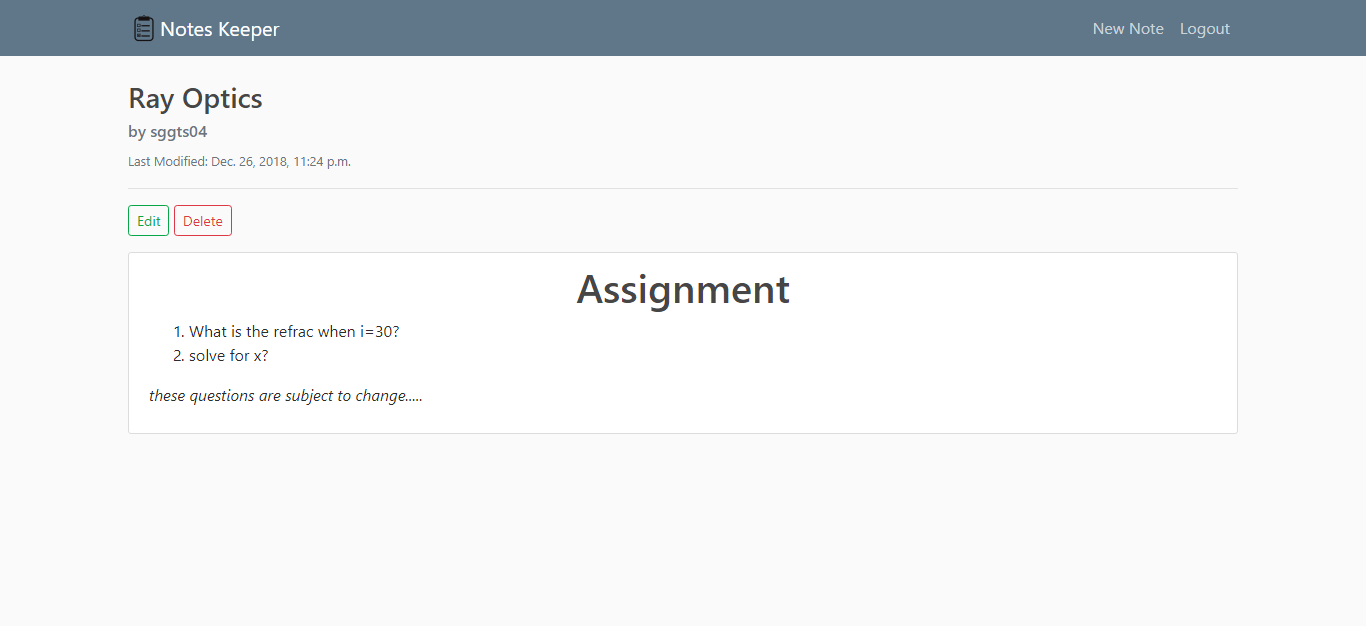 Notes Keeper
New Note Logout
Ray Optics
by sggts04
Last Modified: Dec. 26, 2018, 11:24 p.m.
Edit Delete
Assignment
1. What is the refrac when i=30?
2. solve for x?
these questions are subject to change.....